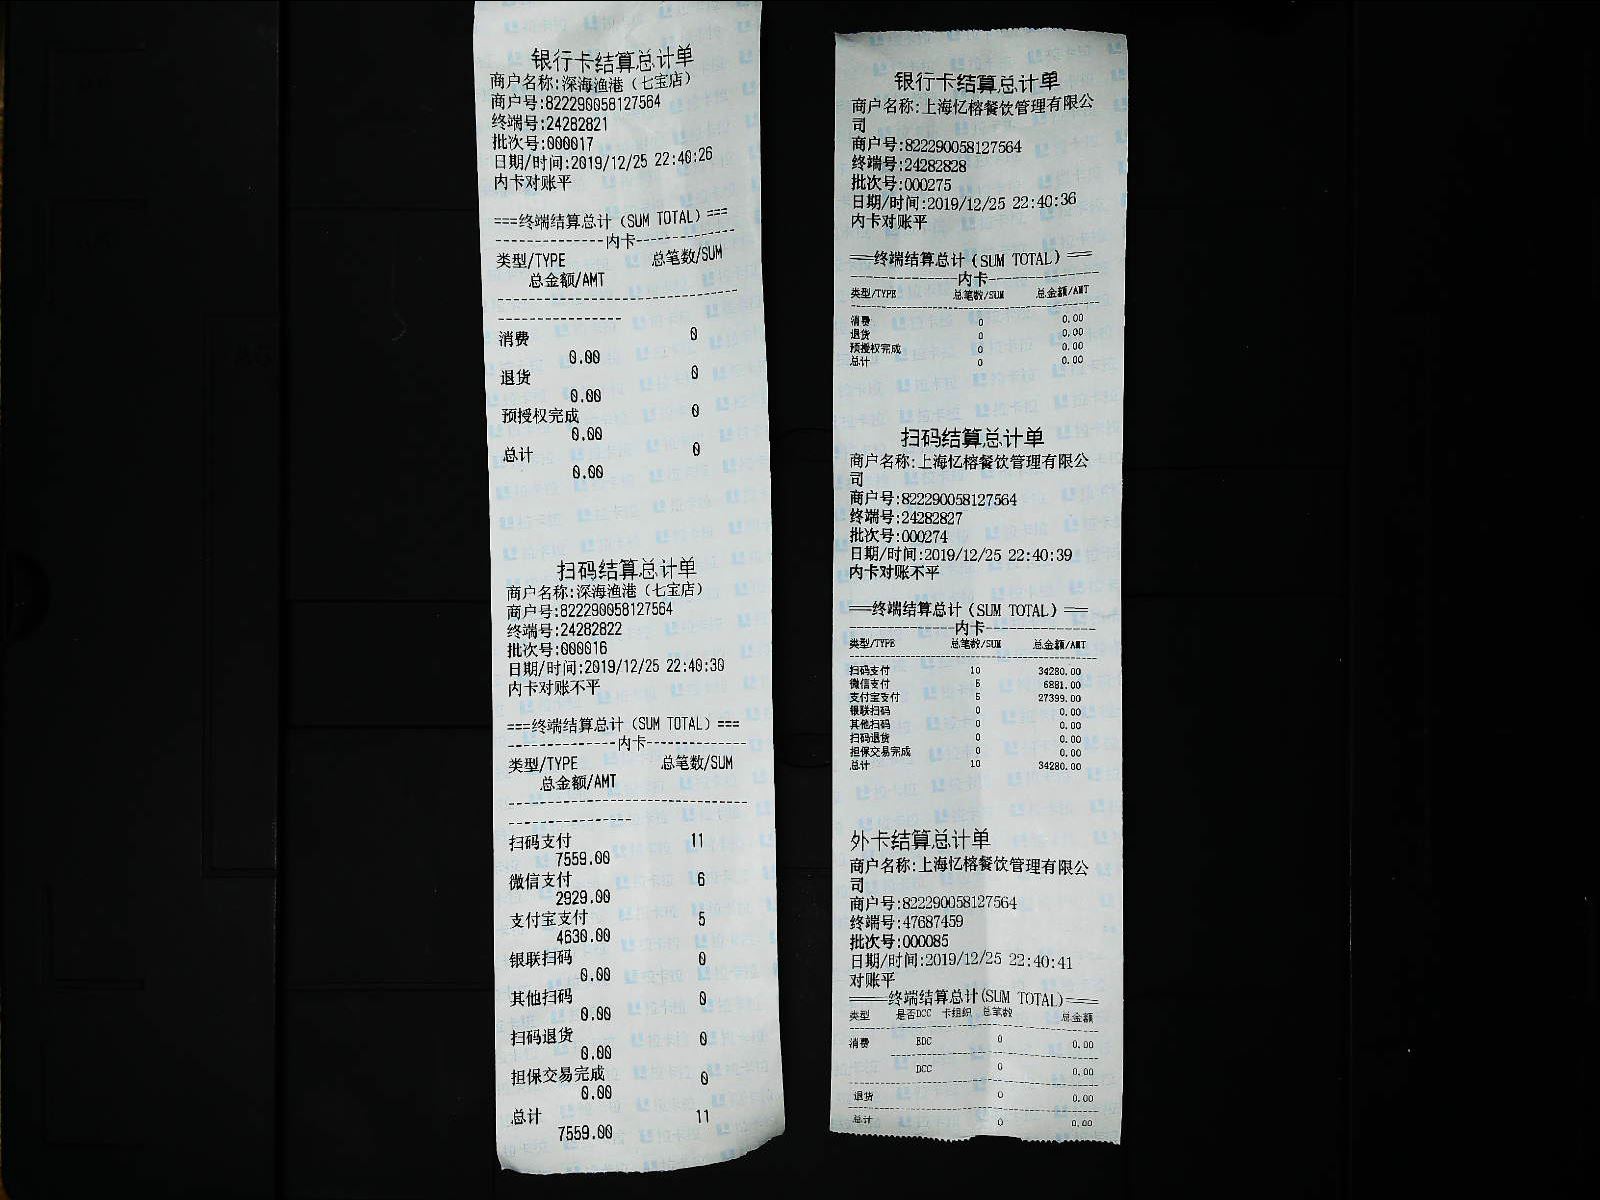 银行卡结算总计单
商户名称:深海渔港（七宝店）
商户号:822290058127564
终端号:24282821
批次号:000017
日期/时间:2019/12/25 22:40:26
内卡对账平
===终端结算总计（SUM TOTAL）===
--------------内卡--------------
类型/TYPE 总笔数/SUM
总金额/AMT
消费 0
0.00
退货 0
0.00
预授权完成 0
0.00
总计 0
0.00
扫码结算总计单
商户名称:深海渔港（七宝店）
商户号:822290058127564
终端号:24282822
批次号:000016
日期/时间:2019/12/25 22:40:30
内卡对账不平
===终端结算总计（SUM TOTAL）===
--------------内卡--------------
类型/TYPE 总笔数/SUM
总金额/AMT
扫码支付 11
7559.00
微信支付 6
2929.00
支付宝支付 5
4630.00
银联扫码 0
0.00
其他扫码 0
0.00
扫码退货 0
0.00
担保交易完成 0
0.00
总计 11
7559.00
银行卡结算总计单
商户名称:上海忆榕餐饮管理有限公
司
商户号:822290058127564
终端号:24282828
批次号:000275
日期/时间:2019/12/25 22:40:36
内卡对账平
===终端结算总计（SUM TOTAL）===
--------------内卡--------------
类型/TYPE 总笔数/SUM 总金额/AMT
消费 0 0.00
退货 0 0.00
预授权完成 0 0.00
总计 0 0.00
扫码结算总计单
商户名称:上海忆榕餐饮管理有限公
司
商户号:822290058127564
终端号:24282827
批次号:000274
日期/时间:2019/12/25 22:40:39
内卡对账不平
===终端结算总计（SUM TOTAL）===
--------------内卡--------------
类型/TYPE 总笔数/SUM 总金额/AMT
扫码支付 10 34280.00
微信支付 5 6881.00
支付宝支付 5 27399.00
银联扫码 0 0.00
其他扫码 0 0.00
扫码退货 0 0.00
担保交易完成 0 0.00
总计 10 34280.00
外卡结算总计单
商户名称:上海忆榕餐饮管理有限公
司
商户号:822290058127564
终端号:47687459
批次号:000085
日期/时间:2019/12/25 22:40:41
对账平
====终端结算总计(SUM TOTAL)====
类型 是否DCC 卡组织 总笔数 总金额
消费 EDC 0 0.00
DCC 0 0.00
退货 0 0.00
总计 0 0.00